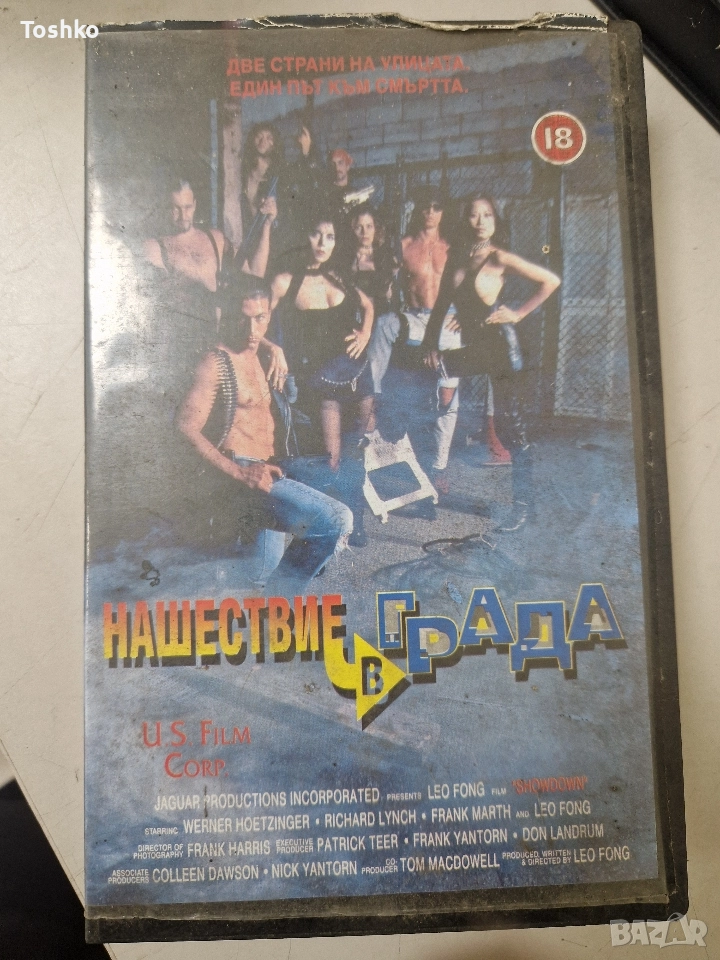 Toshko
ДВЕ СТРАНИ НА УЛИЦАТА.
ЕДИН ПЪТ КЪМ СМЪРТТА.
18
НАШЕСТВИЕ В ГРАДА
U.S. FILM
CORP.
JAGUAR PRODUCTIONS INCORPORATED PRESENTS LEO FONG FILM "SHOWDOWN"
STARRING WERNER HOETZINGER • RICHARD LYNCH • FRANK MARTH AND LEO FONG
DIRECTOR OF PHOTOGRAPHY FRANK HARRIS EXECUTIVE PRODUCER PATRICK TEER • FRANK YANTORN • DON LANDRUM
ASSOCIATE PRODUCERS COLLEEN DAWSON • NICK YANTORN CO. PRODUCER TOM MACDOWELL PRODUCED, WRITTEN & DIRECTED BY LEO FONG
BAZAR